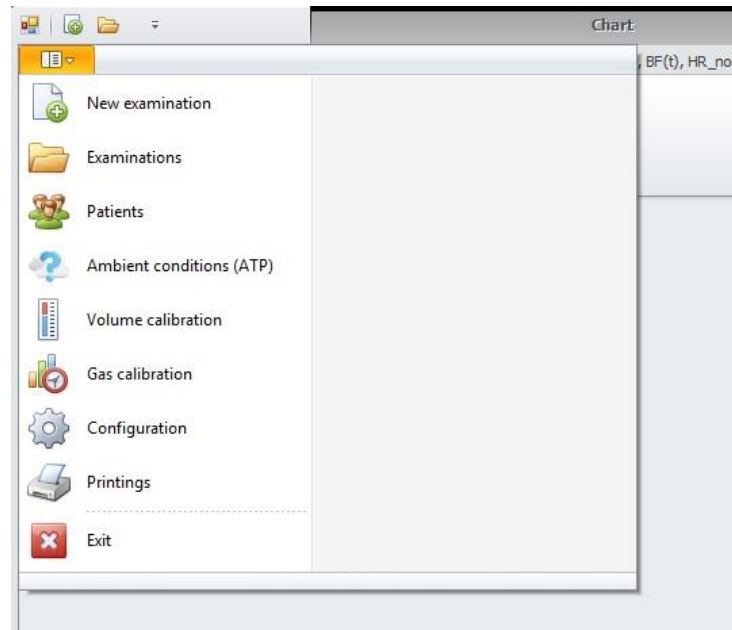 Chart
, BF(t), HR_no
New examination
Examinations
Patients
Ambient conditions (ATP)
Volume calibration
Gas calibration
Configuration
Printings
Exit